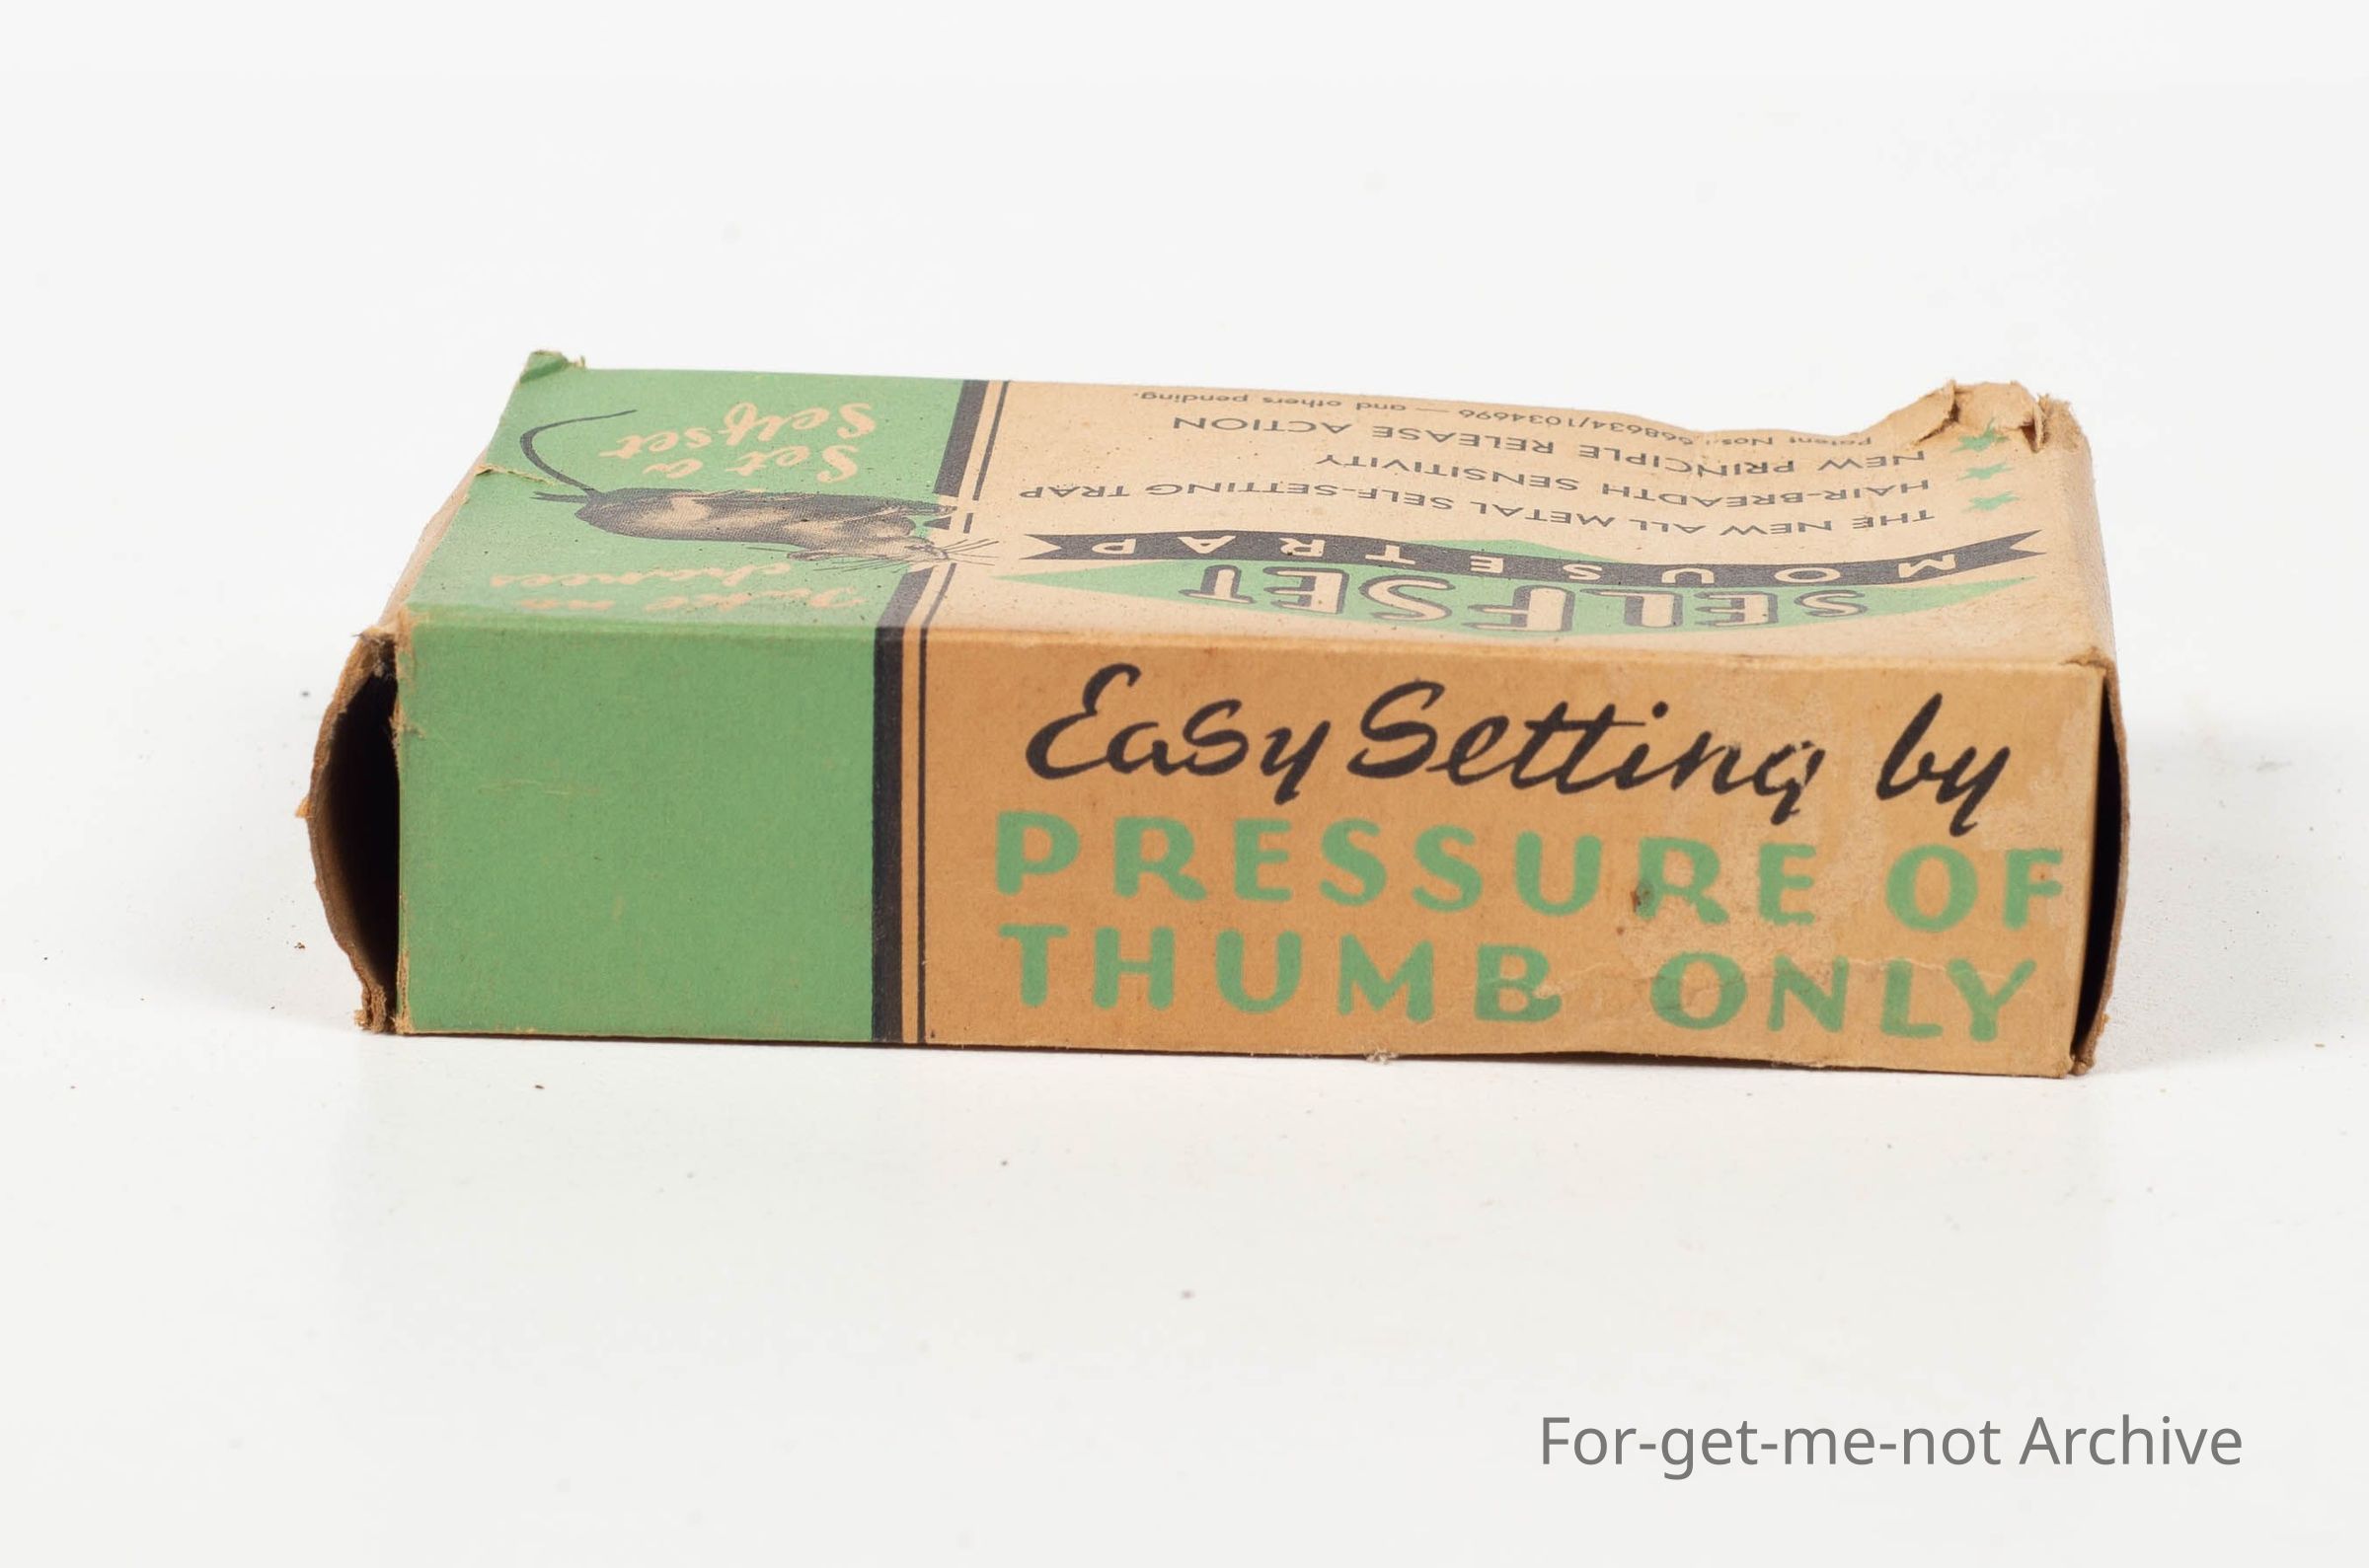 Easy Setting by
PRESSURE OF
THUMB ONLY
Take no
chances
Set a
Selfset
SELFSET
MOUSETRAP
THE NEW ALL METAL SELF-SETTING TRAP
HAIR-BREADTH SENSITIVITY
NEW PRINCIPLE RELEASE ACTION
Patent Nos: 668634/1034696 — and others pending.
For-get-me-not Archive